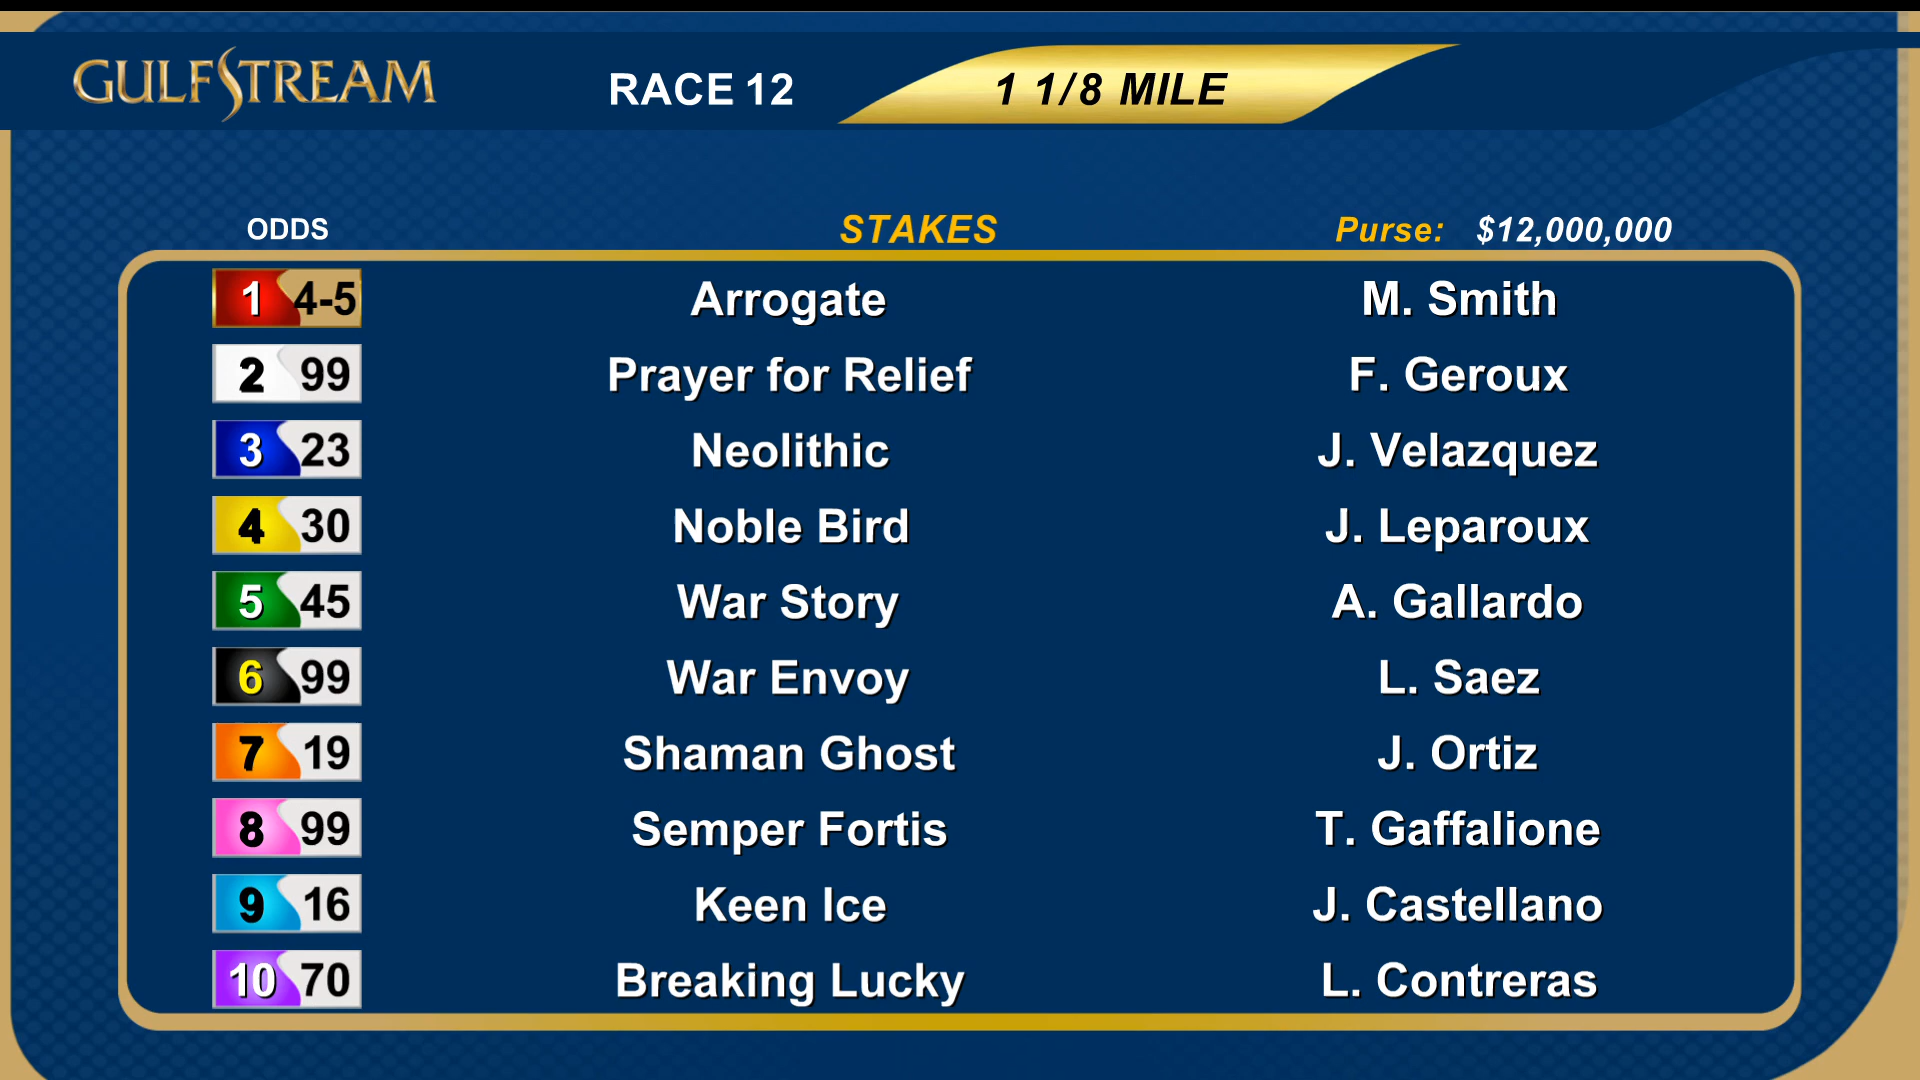 GULFSTREAM RACE 12 1 1/8 MILE
ODDS STAKES Purse: $12,000,000
1 4-5 Arrogate M. Smith
2 99 Prayer for Relief F. Geroux
3 23 Neolithic J. Velazquez
4 30 Noble Bird J. Leparoux
5 45 War Story A. Gallardo
6 99 War Envoy L. Saez
7 19 Shaman Ghost J. Ortiz
8 99 Semper Fortis T. Gaffalione
9 16 Keen Ice J. Castellano
10 70 Breaking Lucky L. Contreras